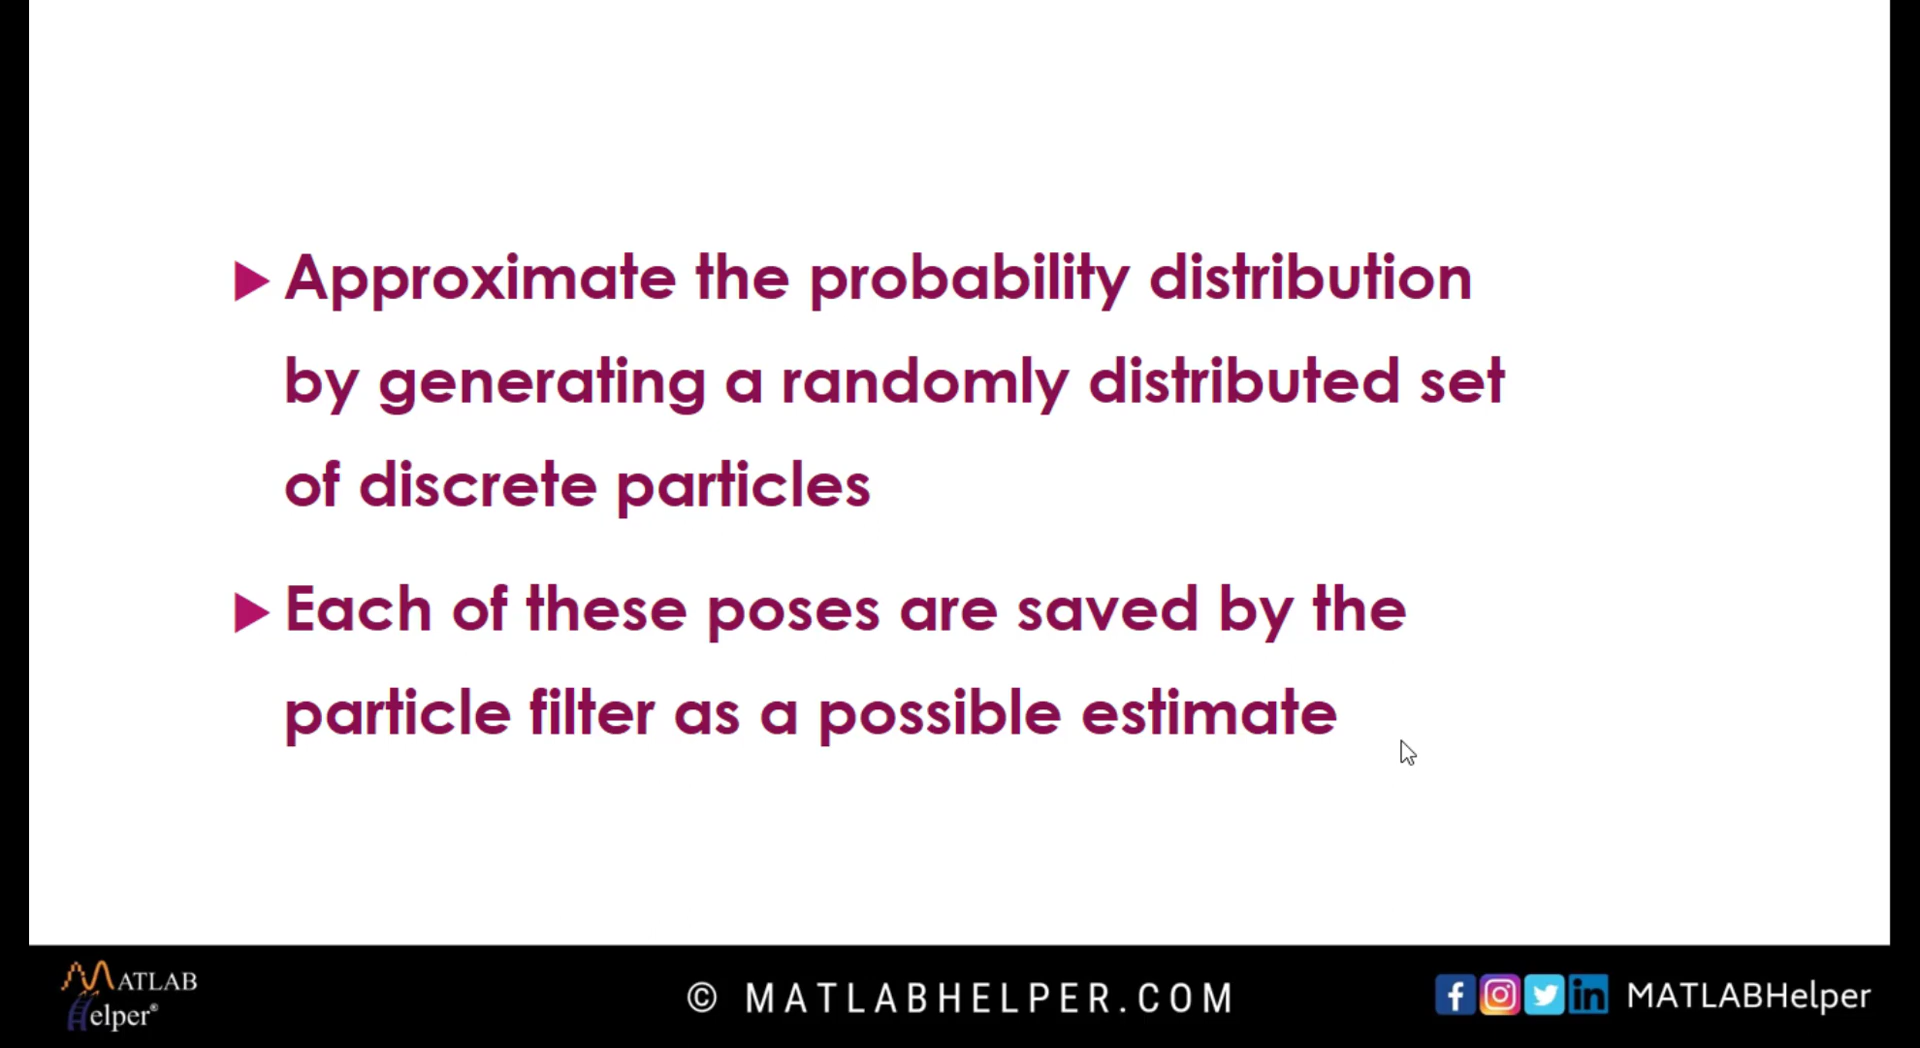 Approximate the probability distribution
by generating a randomly distributed set
of discrete particles
Each of these poses are saved by the
particle filter as a possible estimate
MATLAB
Helper®
© MATLABHELPER.COM
MATLABHelper